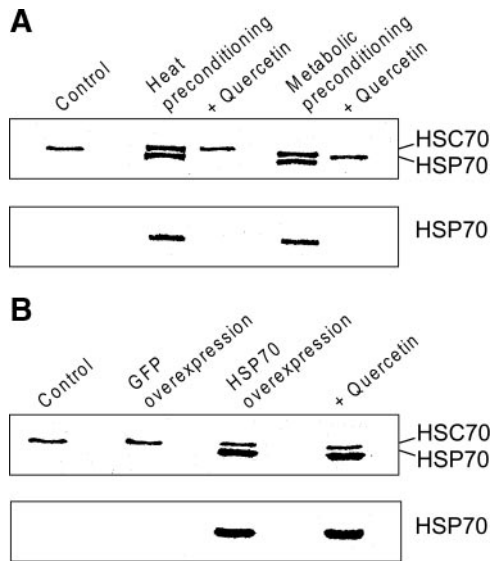 A
Control
Heat
preconditioning
+ Quercetin
Metabolic
preconditioning
+ Quercetin
HSC70
HSP70
HSP70
B
Control
GFP
overexpression
HSP70
overexpression
+ Quercetin
HSC70
HSP70
HSP70